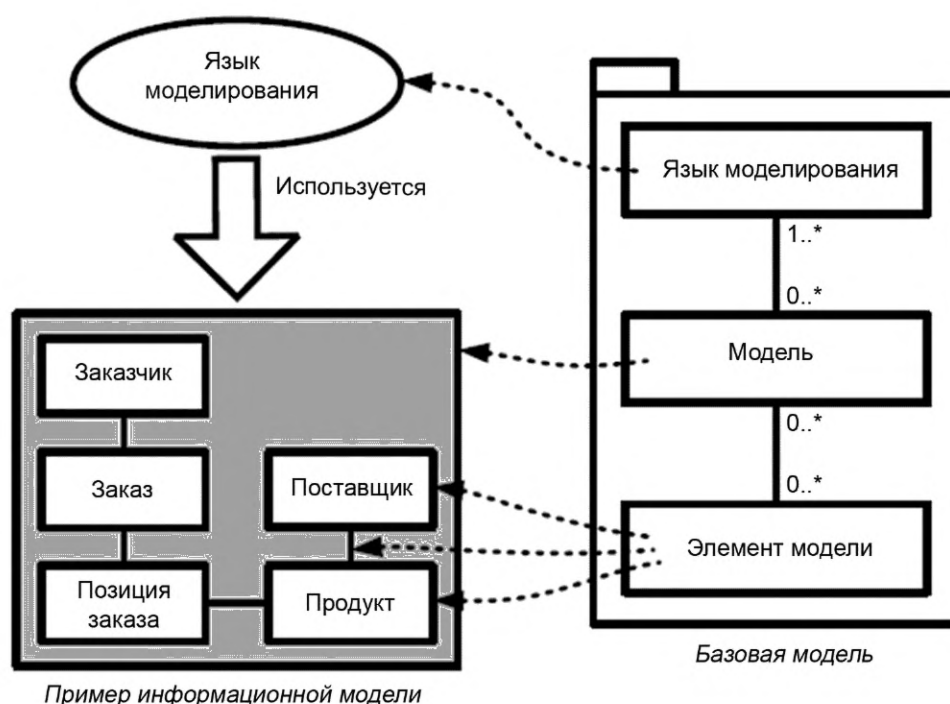 Язык
моделирования
Используется
Заказчик
Заказ
Позиция
заказа
Поставщик
Продукт
Пример информационной модели
Язык моделирования
1..*
0..*
Модель
0..*
0..*
Элемент модели
Базовая модель